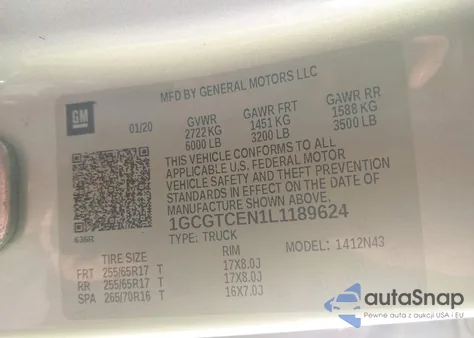 MFD BY GENERAL MOTORS LLC
GM
01/20
GVWR GAWR FRT GAWR RR
2722 KG 1451 KG 1588 KG
6000 LB 3200 LB 3500 LB
THIS VEHICLE CONFORMS TO ALL
APPLICABLE U.S. FEDERAL MOTOR
VEHICLE SAFETY AND THEFT PREVENTION
STANDARDS IN EFFECT ON THE DATE OF
MANUFACTURE SHOWN ABOVE.
1GCGTCEN1L1189624
TYPE: TRUCK MODEL: 1412N43
636R
TIRE SIZE RIM
FRT 255/65R17 T 17X8.0J
RR 255/65R17 T 17X8.0J
SPA 265/70R16 T 16X7.0J
autoSnap
Pewne auta z aukcji USA i EU